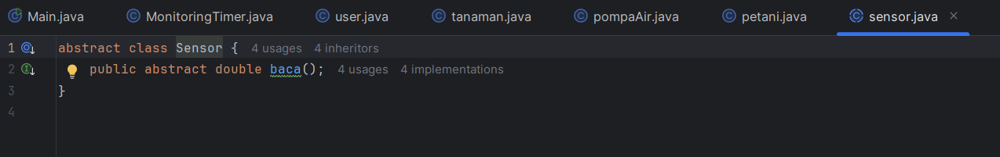 Main.java MonitoringTimer.java user.java tanaman.java pompaAir.java petani.java sensor.java
1 abstract class Sensor { 4 usages 4 inheritors
2 public abstract double baca(); 4 usages 4 implementations
3 }
4